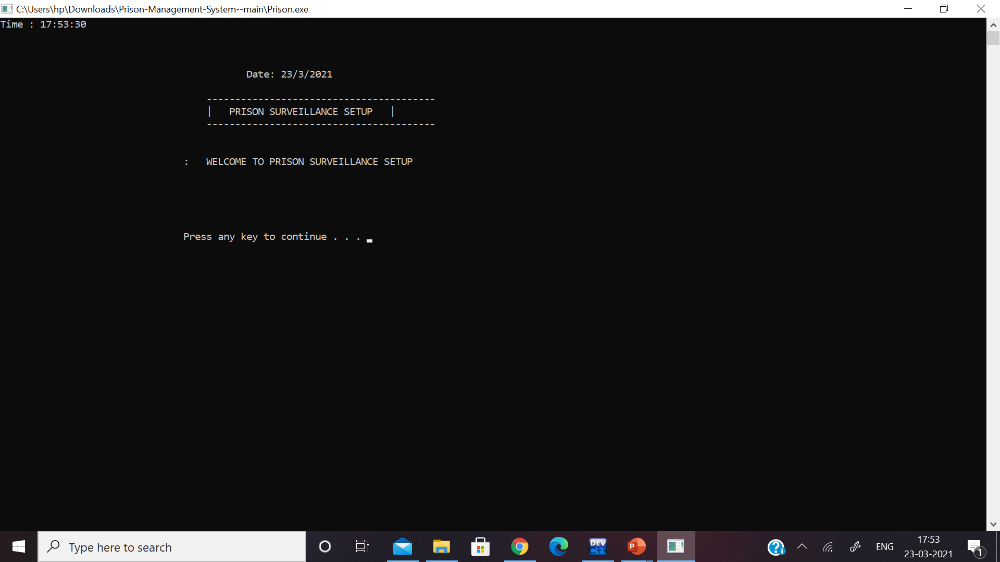 C:\Users\hp\Downloads\Prison-Management-System--main\Prison.exe
Time : 17:53:30
Date: 23/3/2021
----------------------------------------
|   PRISON SURVEILLANCE SETUP   |
----------------------------------------
:   WELCOME TO PRISON SURVEILLANCE SETUP
Press any key to continue . . .
Type here to search
DEV C++
P
ENG
17:53
23-03-2021
1